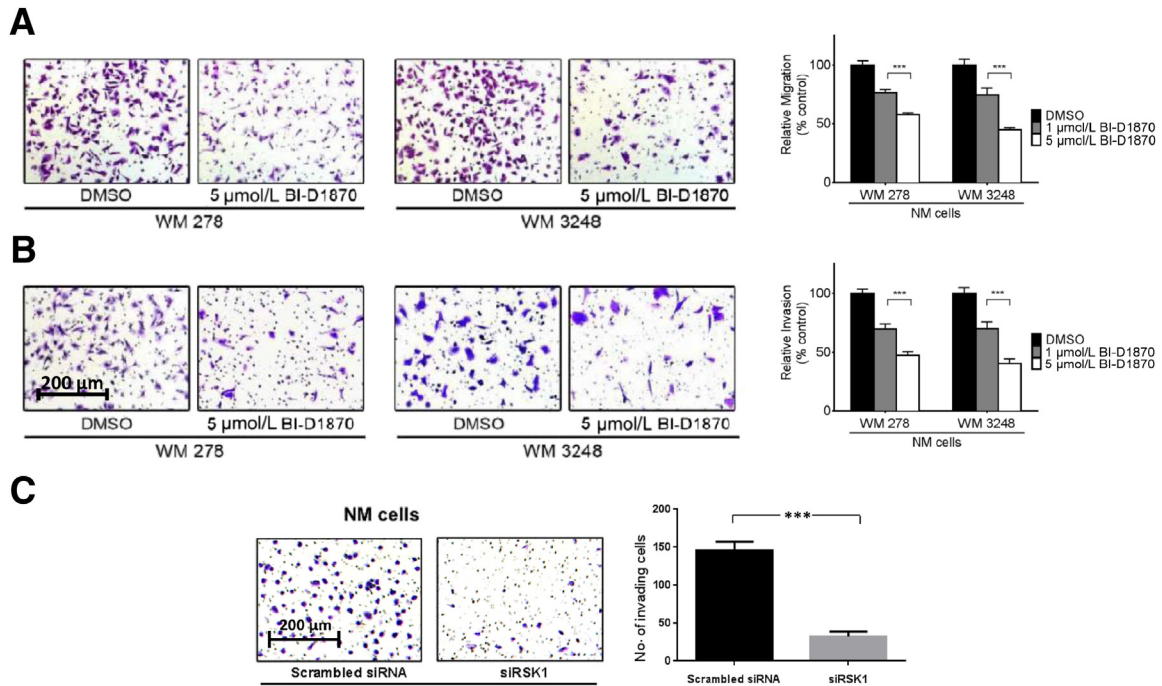 A
DMSO
5 µmol/L BI-D1870
WM 278
DMSO
5 µmol/L BI-D1870
WM 3248
Relative Migration
(% control)
100
50
0
***
***
WM 278
WM 3248
NM cells
DMSO
1 µmol/L BI-D1870
5 µmol/L BI-D1870
B
200 µm
DMSO
5 µmol/L BI-D1870
WM 278
DMSO
5 µmol/L BI-D1870
WM 3248
Relative Invasion
(% control)
100
50
0
***
***
WM 278
WM 3248
NM cells
DMSO
1 µmol/L BI-D1870
5 µmol/L BI-D1870
C
NM cells
200 µm
Scrambled siRNA
siRSK1
No. of invading cells
200
150
100
50
0
***
Scrambled siRNA
siRSK1